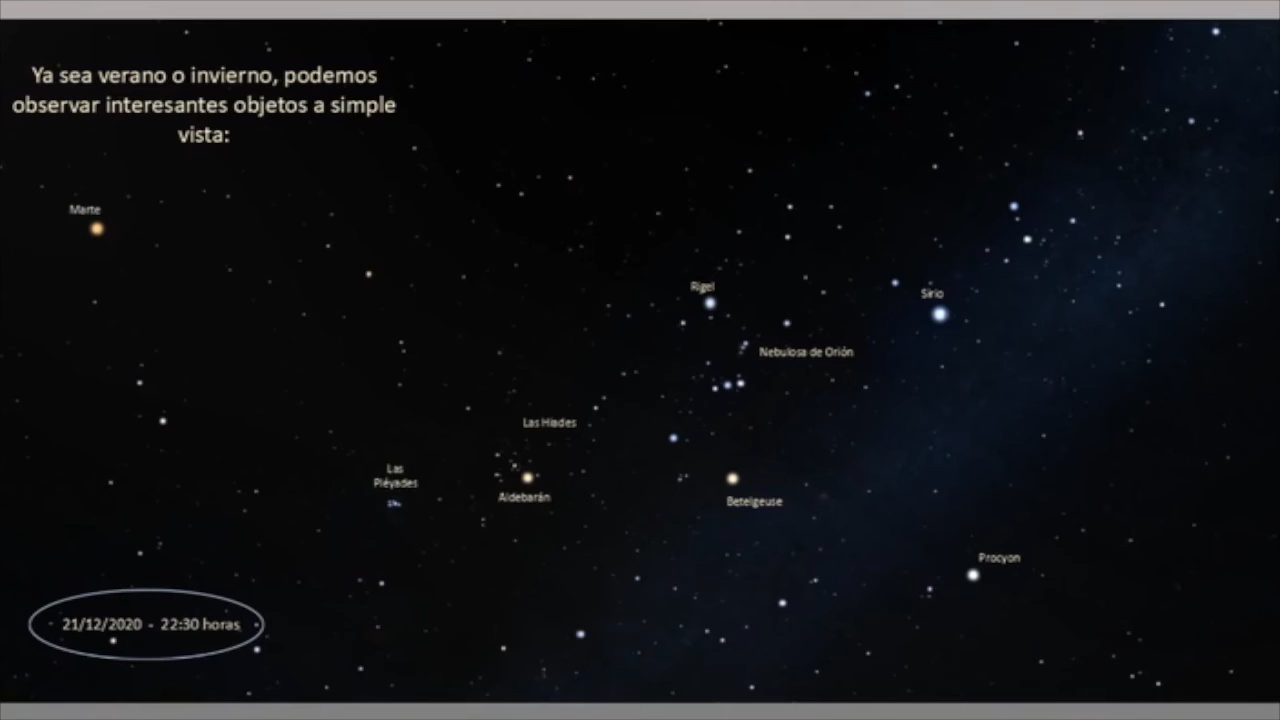 Ya sea verano o invierno, podemos
observar interesantes objetos a simple
vista:
Marte
Rigel
Sirio
Nebulosa de Orión
Las Hiades
Las
Pléyades
Aldebarán
Betelgeuse
Procyon
21/12/2020 - 22:30 horas